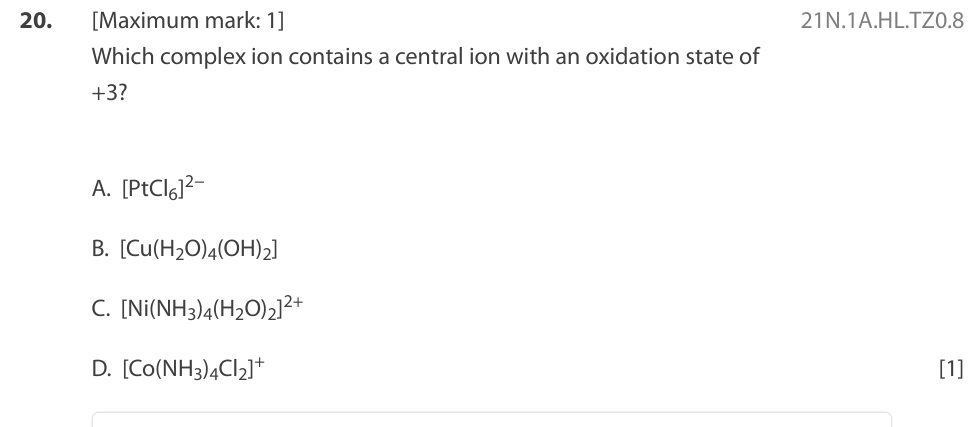 20. [Maximum mark: 1] 21N.1A.HL.TZ0.8
Which complex ion contains a central ion with an oxidation state of
+3?
A. [PtCl₆]²⁻
B. [Cu(H₂O)₄(OH)₂]
C. [Ni(NH₃)₄(H₂O)₂]²⁺
D. [Co(NH₃)₄Cl₂]⁺ [1]